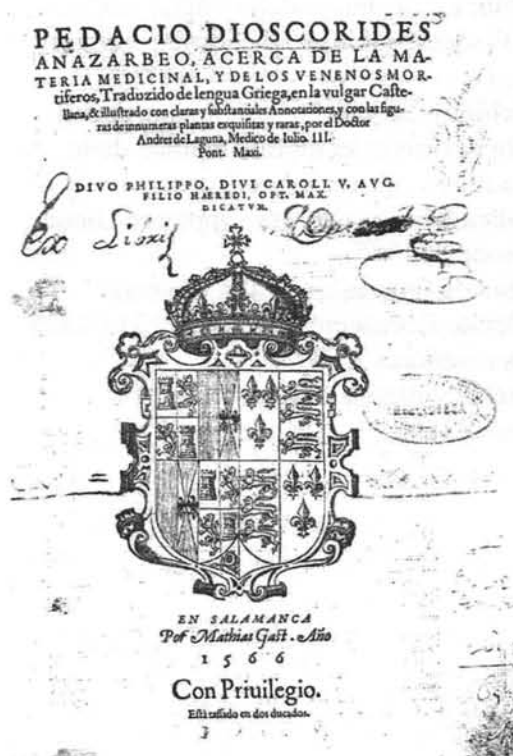 PEDACIO DIOSCORIDES
ANAZARBEO, ACERCA DE LA MA-
TERIA MEDICINAL, Y DE LOS VENENOS MOR-
tiferos, Traduzido de lengua Griega, en la vulgar Caste-
llana, & illustrado con claras y substantiales Annotationes, y con las figu-
ras de innumeras plantas exquisitas y raras, por el Doctor
Andres de Laguna, Medico de Iulio. III.
Pont. Maxi.
DIVO PHILIPPO, DIVI CAROLI. V. AVG.
FILIO HAEREDI, OPT. MAX.
DICATVM.
Ex
EN SALAMANCA
Por Mathias Gast. Año
1566
Con Priuilegio.
Està tassado en dos ducados.